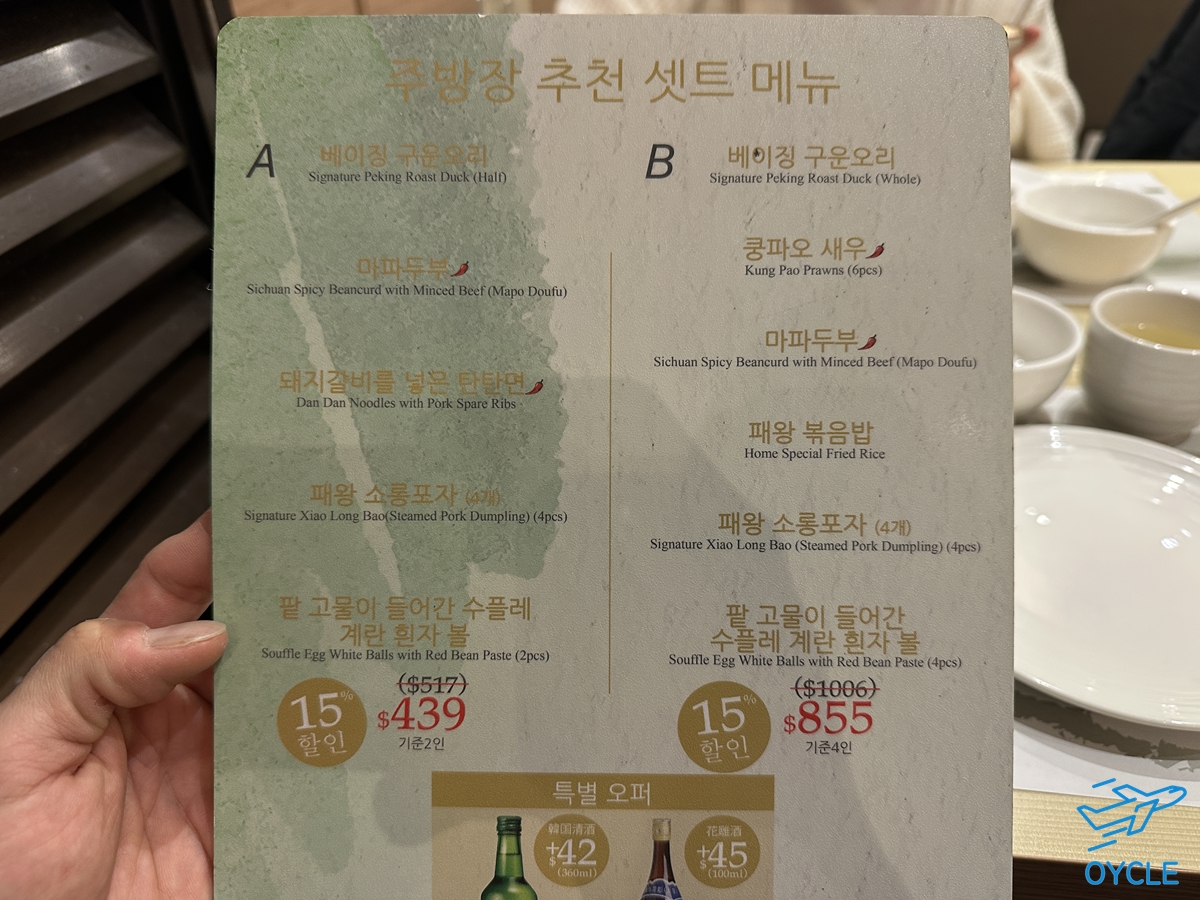 주방장 추천 셋트 메뉴
A
베이징 구운오리
Signature Peking Roast Duck (Half)
마파두부
Sichuan Spicy Beancurd with Minced Beef (Mapo Doufu)
돼지갈비를 넣은 탄탄면
Dan Dan Noodles with Pork Spare Ribs
패왕 소롱포자 (4개)
Signature Xiao Long Bao(Steamed Pork Dumpling) (4pcs)
팥 고물이 들어간 수플레
계란 흰자 볼
Souffle Egg White Balls with Red Bean Paste (2pcs)
15% 할인
($517)
$439
기준2인
B
베이징 구운오리
Signature Peking Roast Duck (Whole)
쿵파오 새우
Kung Pao Prawns (6pcs)
마파두부
Sichuan Spicy Beancurd with Minced Beef (Mapo Doufu)
패왕 볶음밥
Home Special Fried Rice
패왕 소롱포자 (4개)
Signature Xiao Long Bao (Steamed Pork Dumpling) (4pcs)
팥 고물이 들어간
수플레 계란 흰자 볼
Souffle Egg White Balls with Red Bean Paste (4pcs)
15% 할인
($1006)
$855
기준4인
특별 오퍼
韓国清酒
+$42
(360ml)
花雕酒
+$45
(100ml)
OYCLE